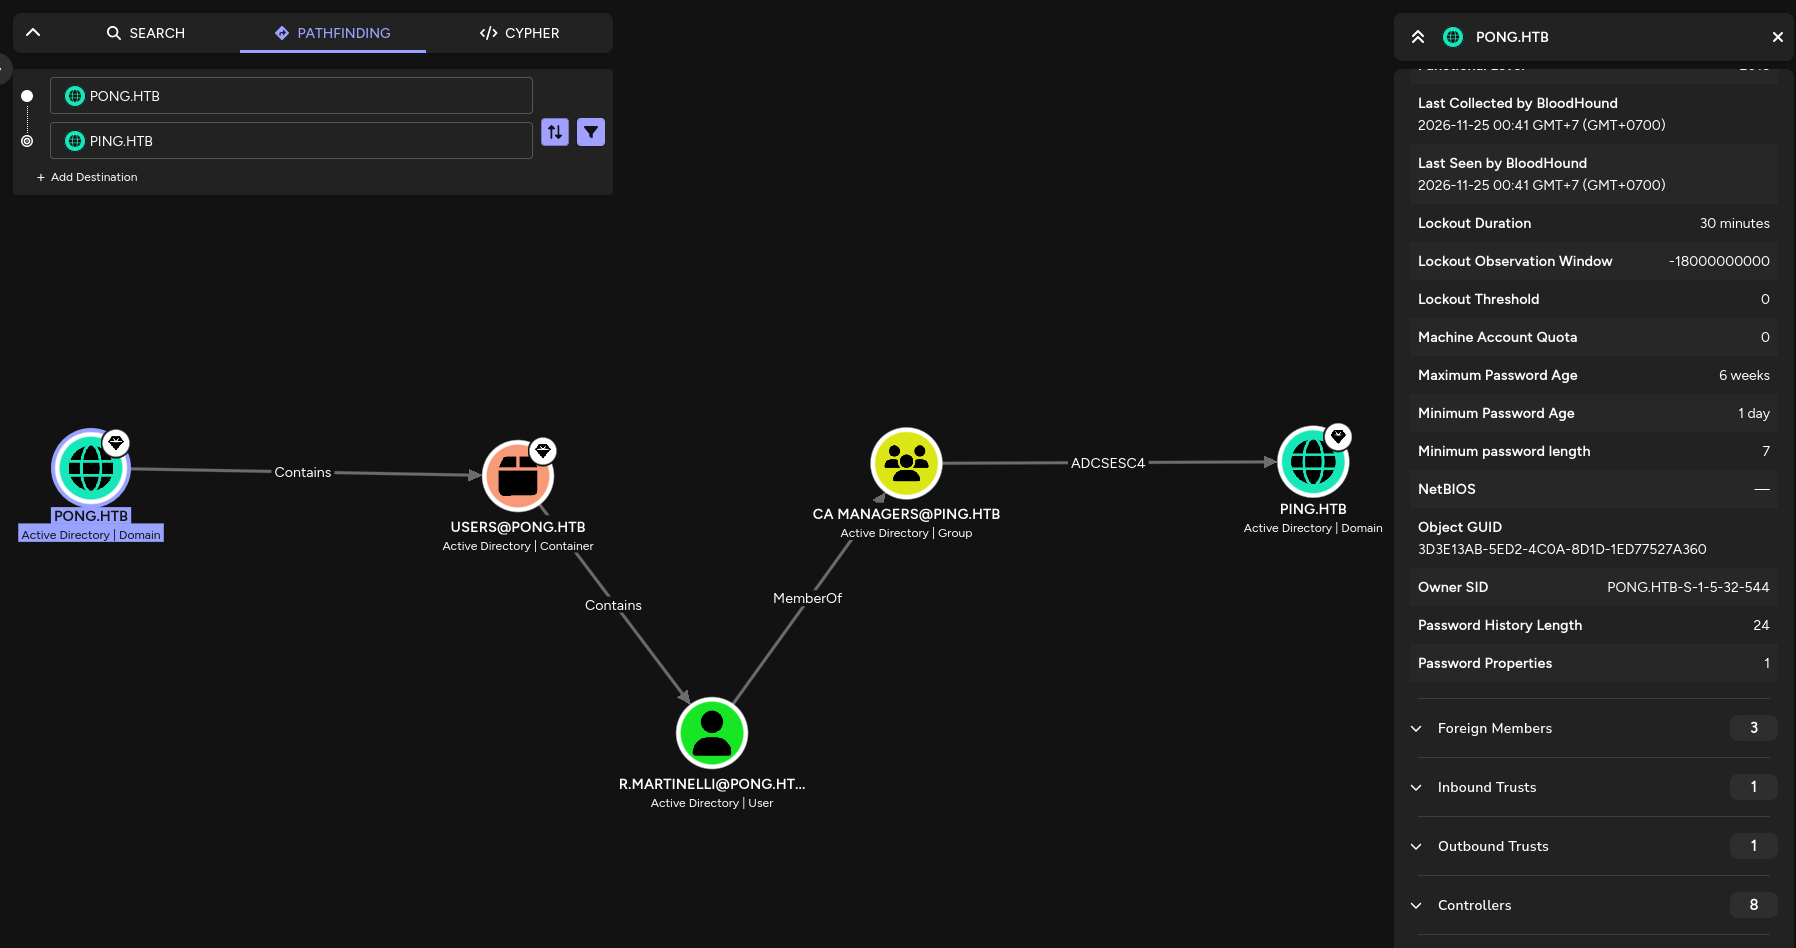 SEARCH
PATHFINDING
</> CYPHER
PONG.HTB
PING.HTB
+ Add Destination
PONG.HTB
Active Directory | Domain
Contains
USERS@PONG.HTB
Active Directory | Container
Contains
R.MARTINELLI@PONG.HT...
Active Directory | User
MemberOf
CA MANAGERS@PING.HTB
Active Directory | Group
ADCSESC4
PING.HTB
Active Directory | Domain
PONG.HTB
Last Collected by BloodHound
2026-11-25 00:41 GMT+7 (GMT+0700)
Last Seen by BloodHound
2026-11-25 00:41 GMT+7 (GMT+0700)
Lockout Duration 30 minutes
Lockout Observation Window -18000000000
Lockout Threshold 0
Machine Account Quota 0
Maximum Password Age 6 weeks
Minimum Password Age 1 day
Minimum password length 7
NetBIOS —
Object GUID
3D3E13AB-5ED2-4C0A-8D1D-1ED77527A360
Owner SID PONG.HTB-S-1-5-32-544
Password History Length 24
Password Properties 1
Foreign Members 3
Inbound Trusts 1
Outbound Trusts 1
Controllers 8